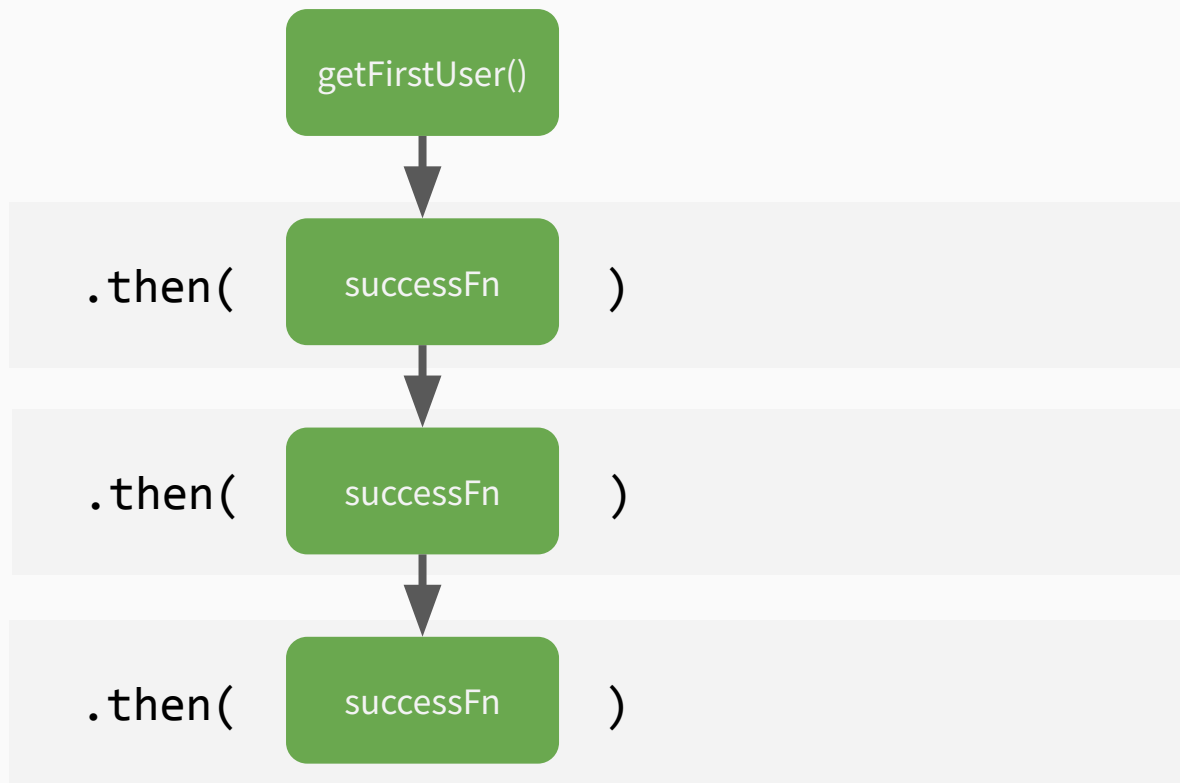 getFirstUser()
.then( successFn )
.then( successFn )
.then( successFn )